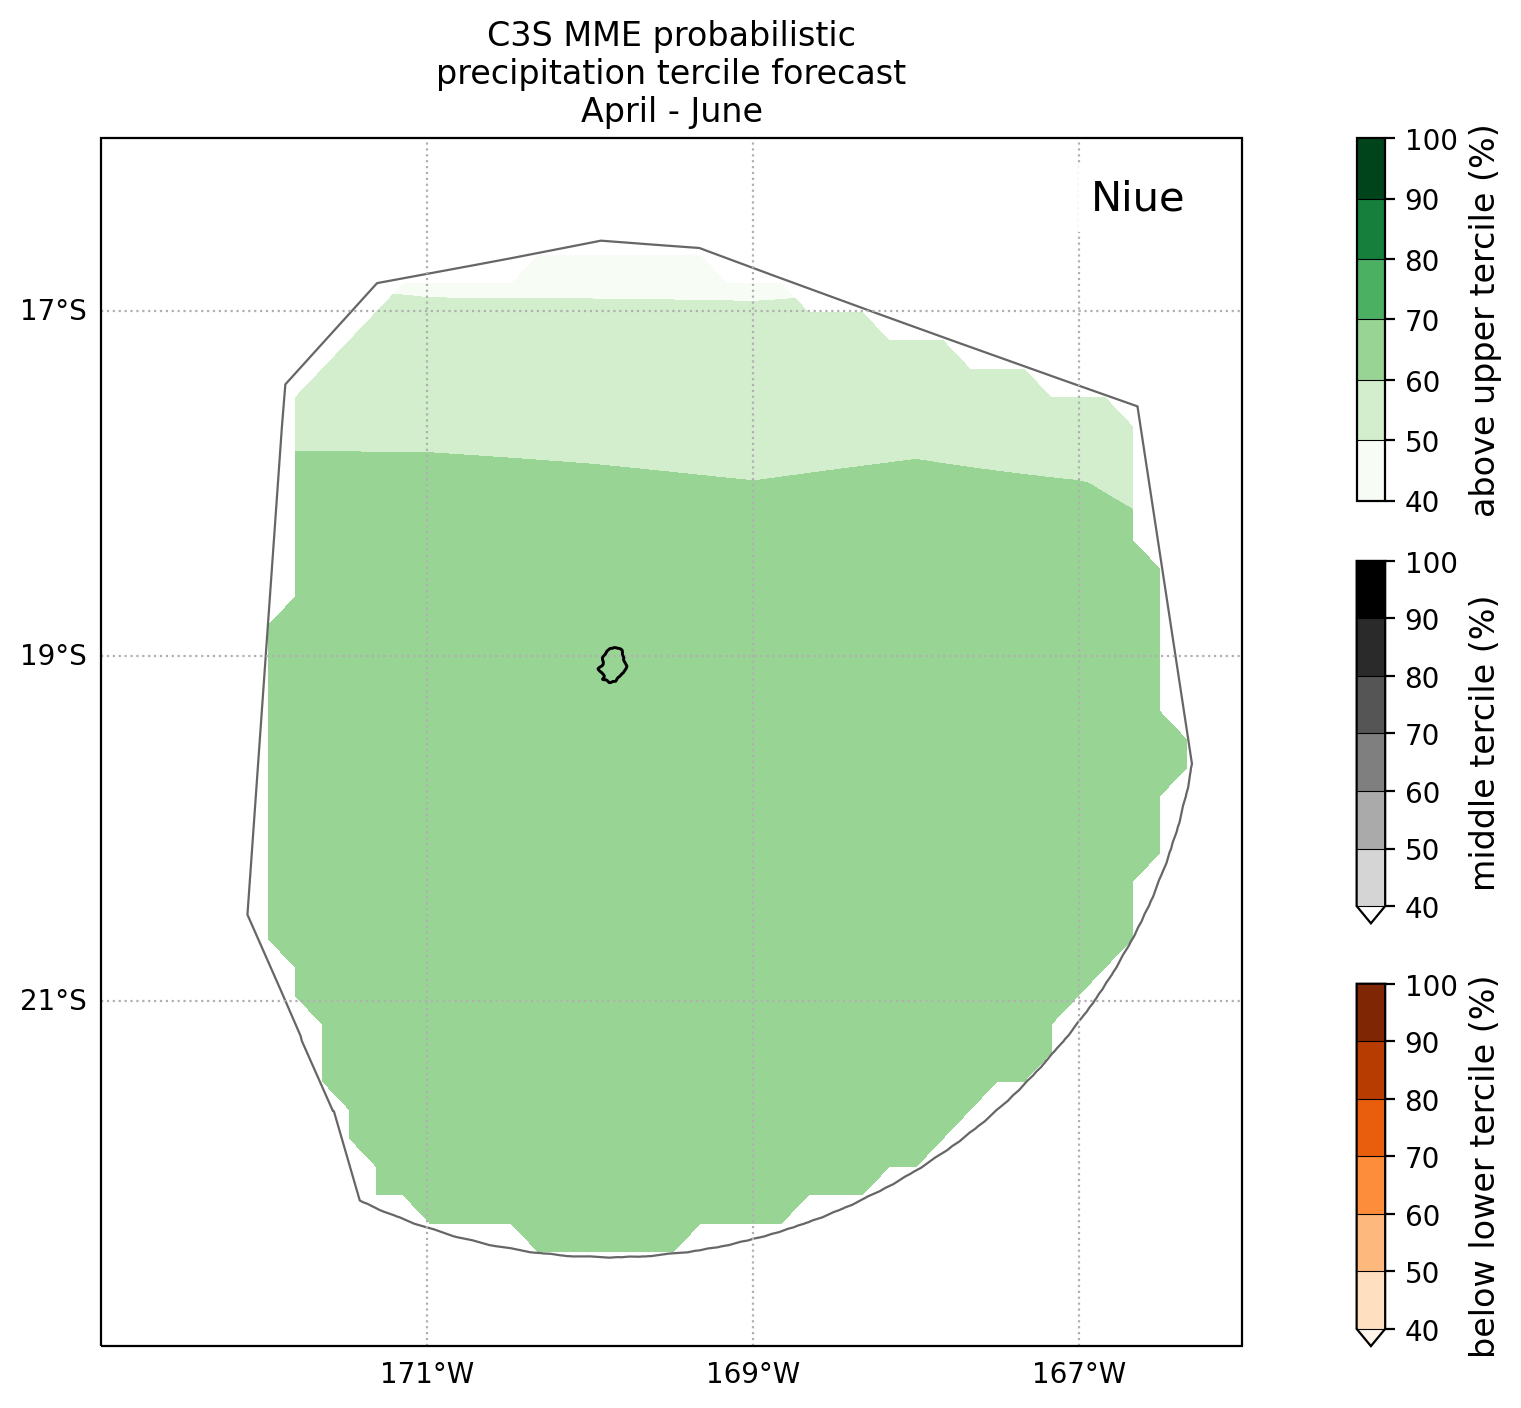 C3S MME probabilistic
precipitation tercile forecast
April - June
Niue
17°S
19°S
21°S
171°W
169°W
167°W
100
90
80
70
60
50
40
above upper tercile (%)
100
90
80
70
60
50
40
middle tercile (%)
100
90
80
70
60
50
40
below lower tercile (%)